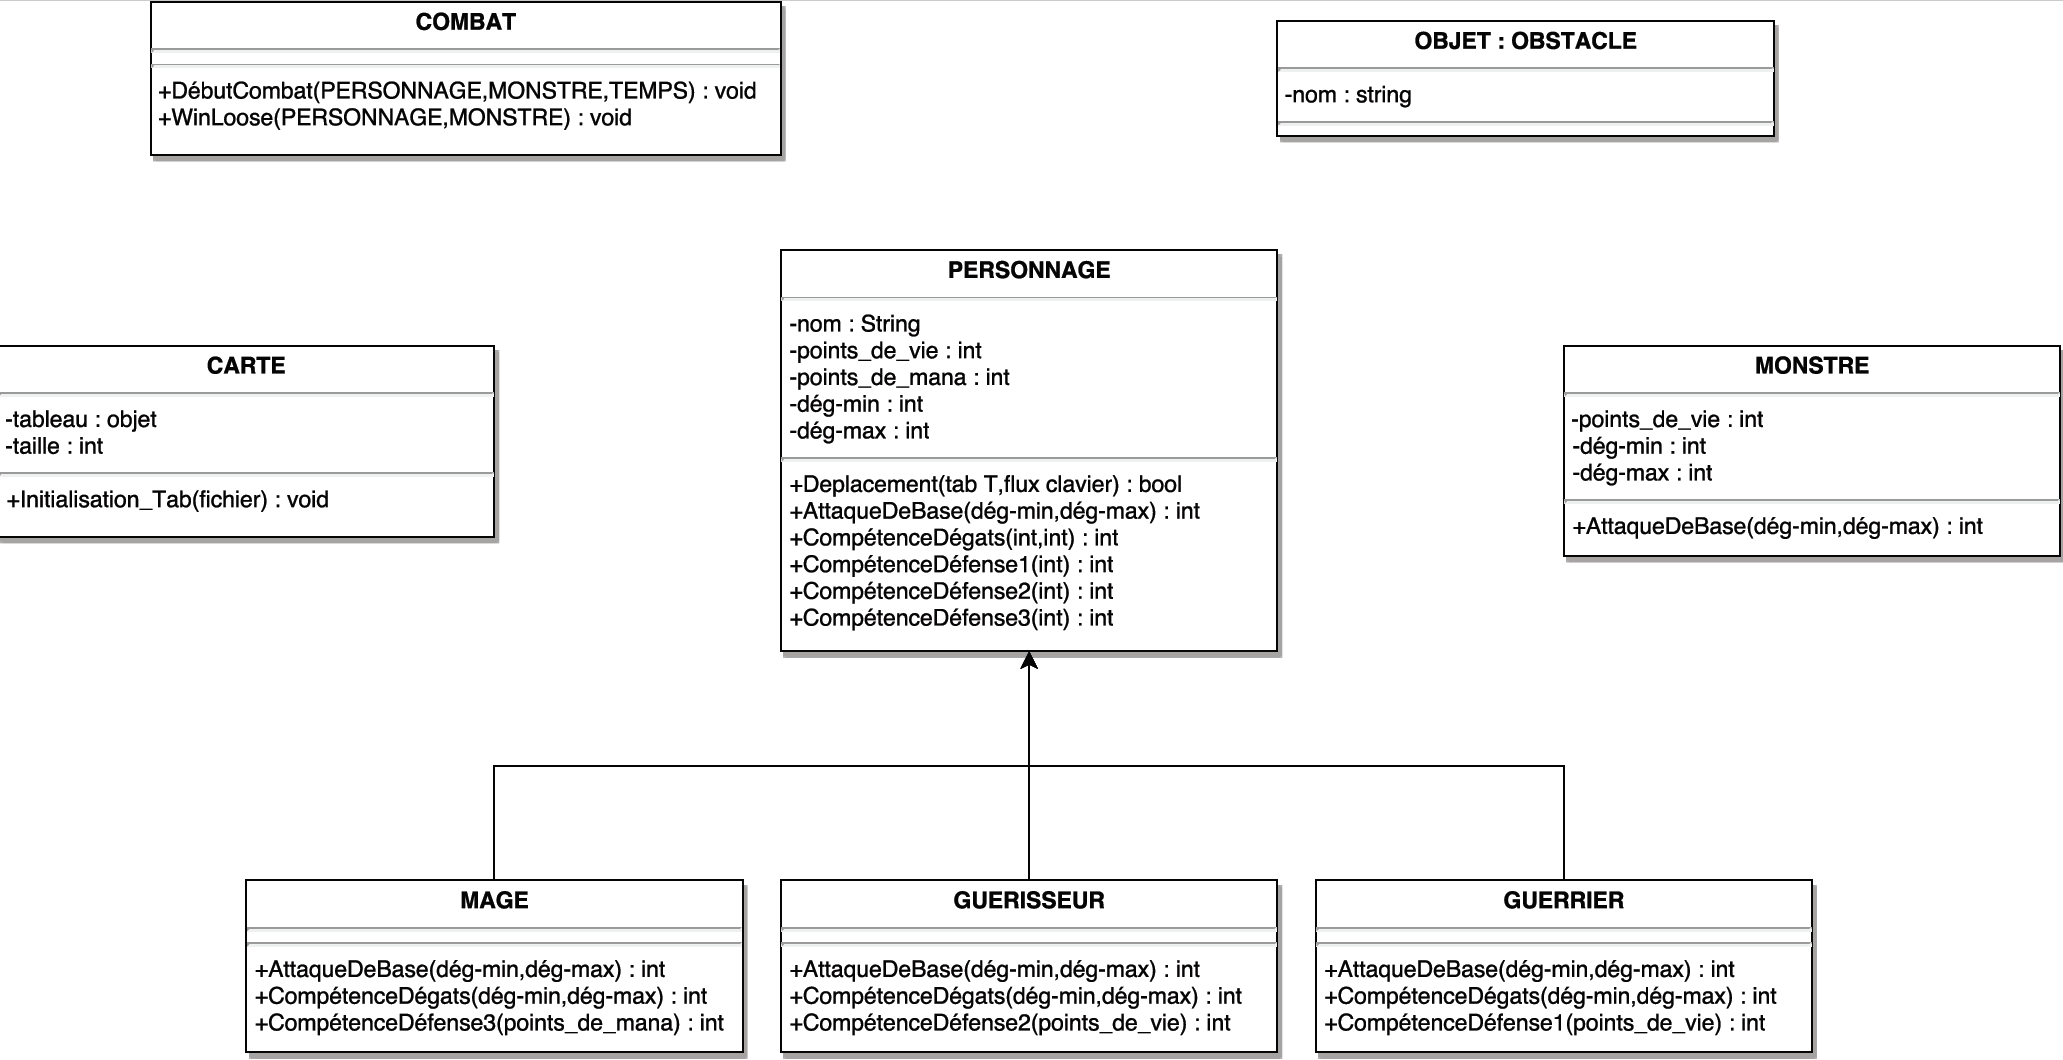 COMBAT
+DébutCombat(PERSONNAGE,MONSTRE,TEMPS) : void
+WinLoose(PERSONNAGE,MONSTRE) : void
OBJET : OBSTACLE
-nom : string
PERSONNAGE
-nom : String
-points_de_vie : int
-points_de_mana : int
-dég-min : int
-dég-max : int
+Deplacement(tab T,flux clavier) : bool
+AttaqueDeBase(dég-min,dég-max) : int
+CompétenceDégats(int,int) : int
+CompétenceDéfense1(int) : int
+CompétenceDéfense2(int) : int
+CompétenceDéfense3(int) : int
CARTE
-tableau : objet
-taille : int
+Initialisation_Tab(fichier) : void
MONSTRE
-points_de_vie : int
-dég-min : int
-dég-max : int
+AttaqueDeBase(dég-min,dég-max) : int
MAGE
+AttaqueDeBase(dég-min,dég-max) : int
+CompétenceDégats(dég-min,dég-max) : int
+CompétenceDéfense3(points_de_mana) : int
GUERISSEUR
+AttaqueDeBase(dég-min,dég-max) : int
+CompétenceDégats(dég-min,dég-max) : int
+CompétenceDéfense2(points_de_vie) : int
GUERRIER
+AttaqueDeBase(dég-min,dég-max) : int
+CompétenceDégats(dég-min,dég-max) : int
+CompétenceDéfense1(points_de_vie) : int